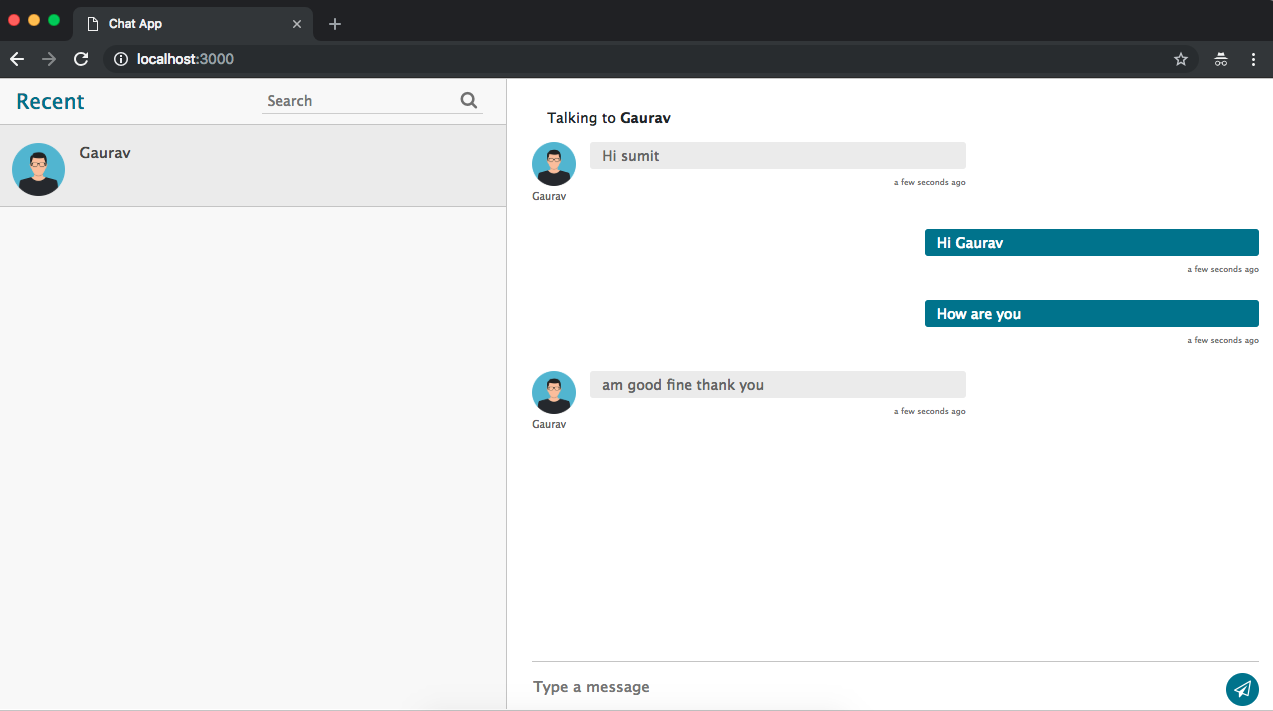 Chat App
localhost:3000
Recent
Search
Gaurav
Talking to Gaurav
Hi sumit
a few seconds ago
Gaurav
Hi Gaurav
a few seconds ago
How are you
a few seconds ago
am good fine thank you
a few seconds ago
Gaurav
Type a message